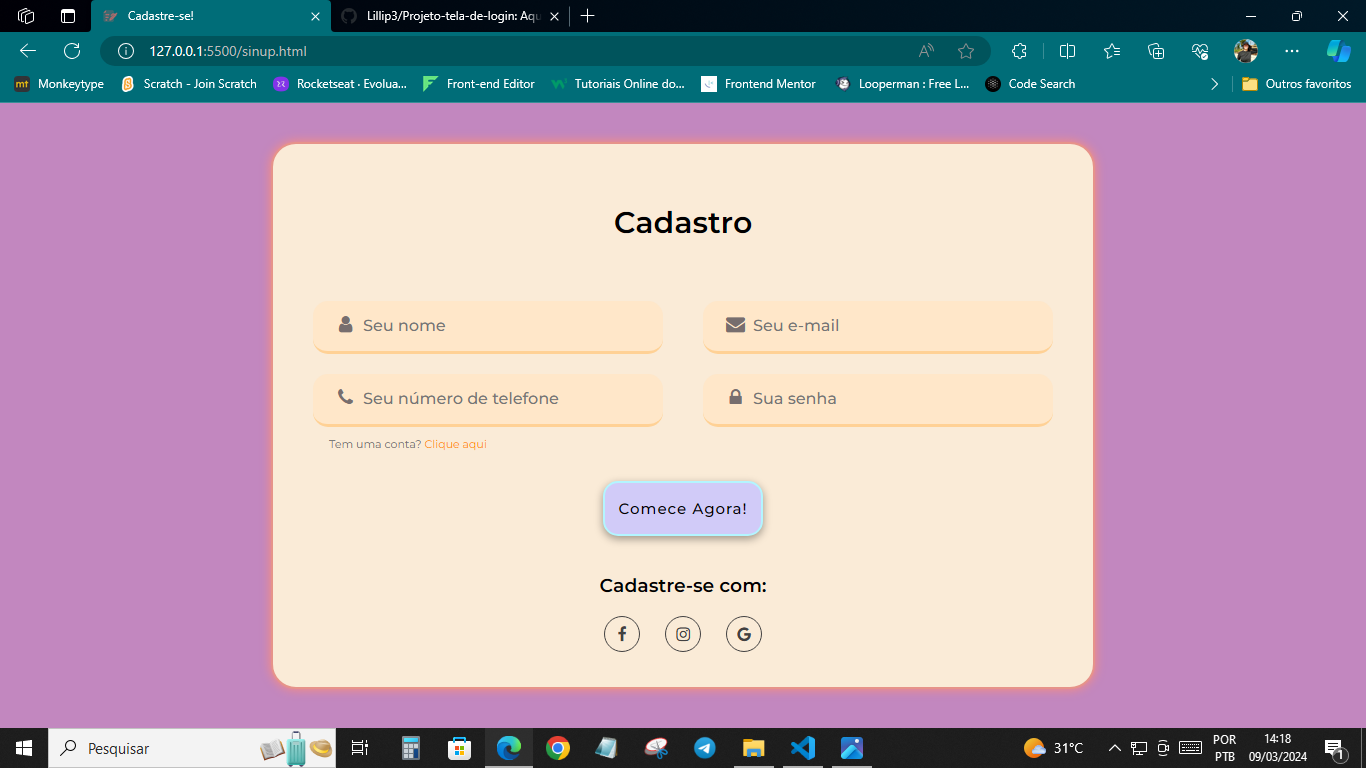 Cadastre-se!
Lillip3/Projeto-tela-de-login: Aqu
127.0.0.1:5500/sinup.html
mt Monkeytype
Scratch - Join Scratch
Rocketseat · Evolua...
Front-end Editor
Tutoriais Online do...
Frontend Mentor
Looperman : Free L...
Code Search
Outros favoritos
Cadastro
Seu nome
Seu e-mail
Seu número de telefone
Sua senha
Tem uma conta? Clique aqui
Comece Agora!
Cadastre-se com:
Pesquisar
31°C
POR
PTB
14:18
09/03/2024
1